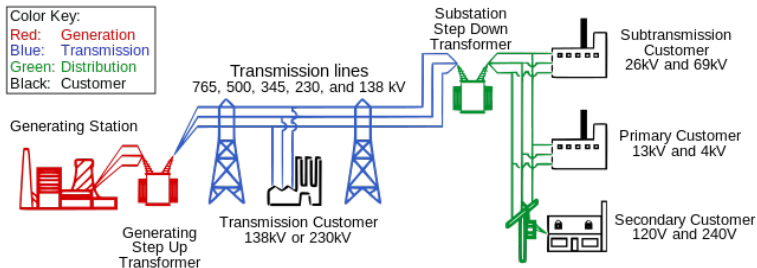 Color Key:
Red: Generation
Blue: Transmission
Green: Distribution
Black: Customer
Generating Station
Generating
Step Up
Transformer
Transmission lines
765, 500, 345, 230, and 138 kV
Transmission Customer
138kV or 230kV
Substation
Step Down
Transformer
Subtransmission
Customer
26kV and 69kV
Primary Customer
13kV and 4kV
Secondary Customer
120V and 240V